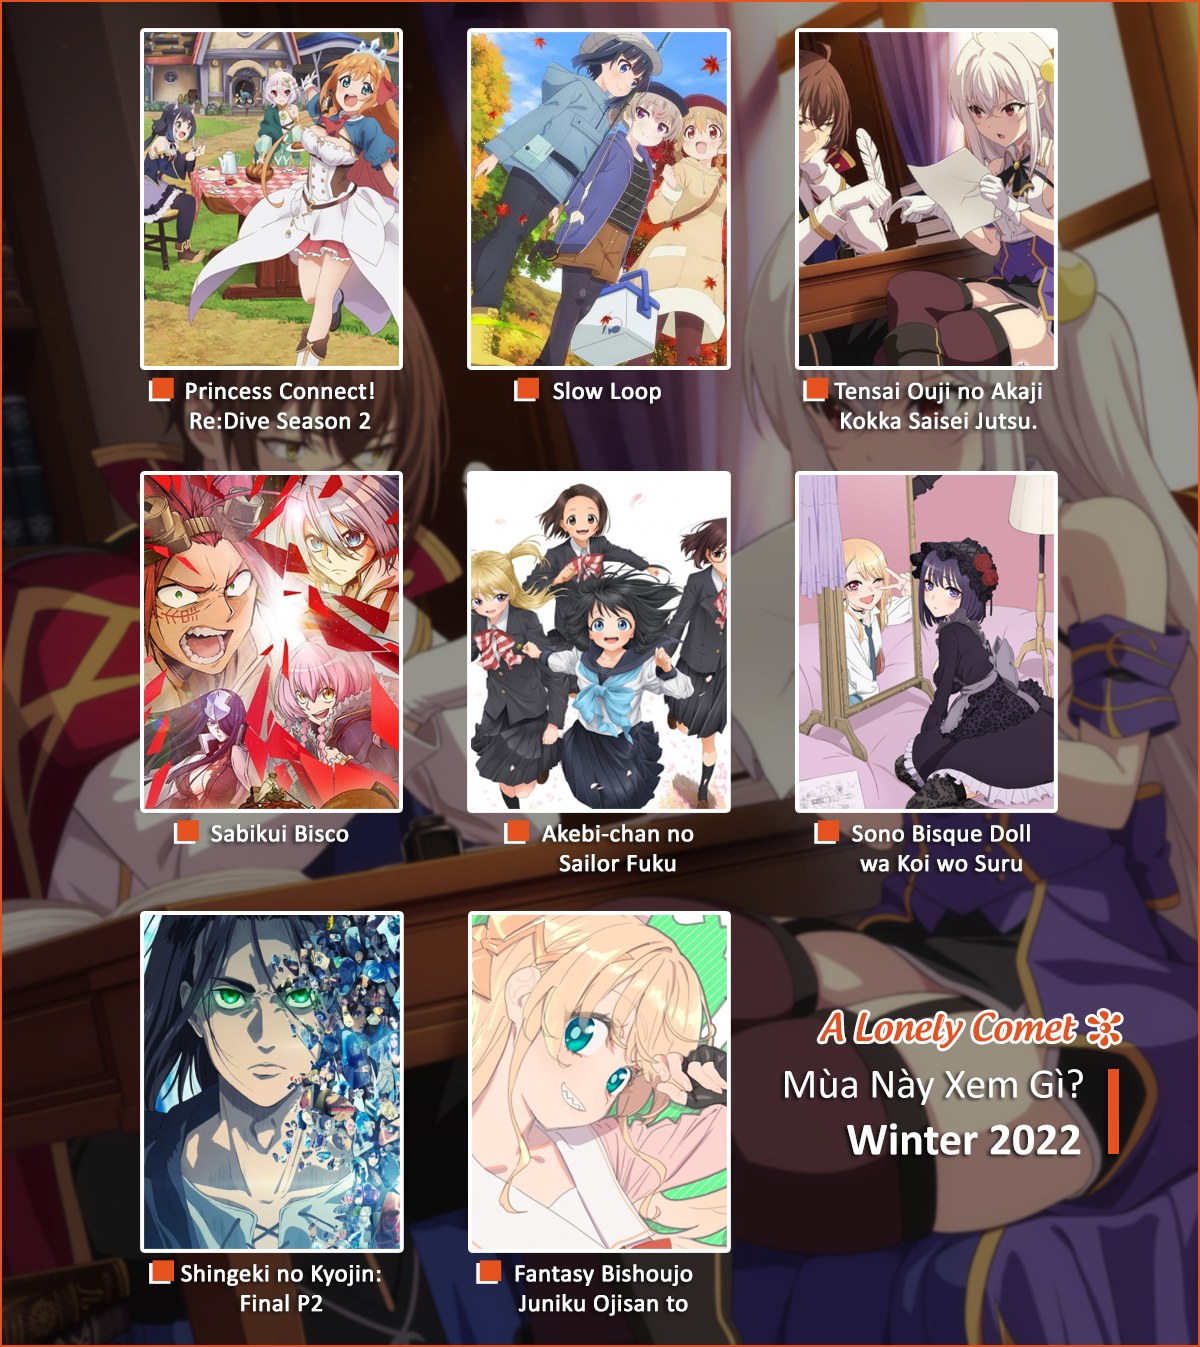 Princess Connect!
Re:Dive Season 2
Slow Loop
Tensai Ouji no Akaji
Kokka Saisei Jutsu.
Sabikui Bisco
Akebi-chan no
Sailor Fuku
Sono Bisque Doll
wa Koi wo Suru
Shingeki no Kyojin:
Final P2
Fantasy Bishoujo
Juniku Ojisan to
A Lonely Comet
Mùa Này Xem Gì?
Winter 2022